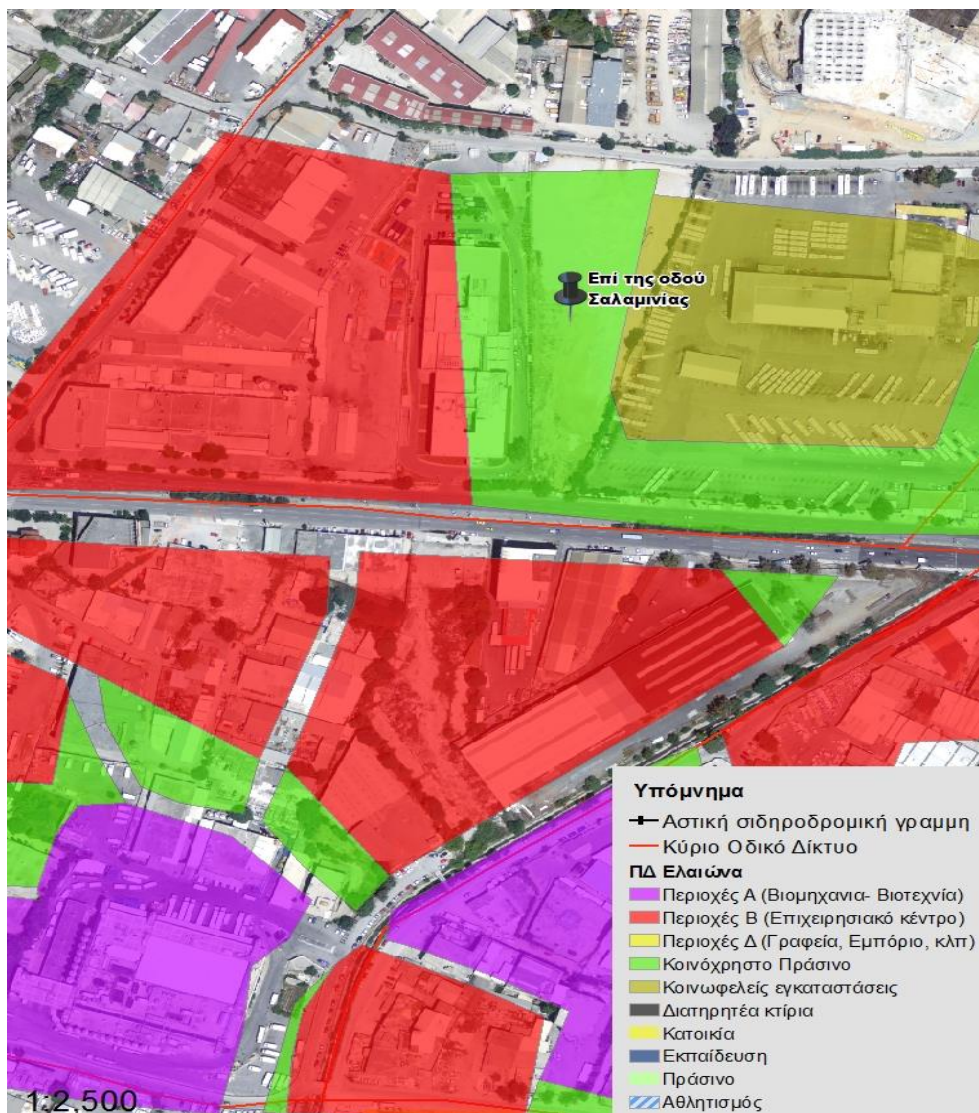 Επί της οδού
Σαλαμινίας
Υπόμνημα
Αστική σιδηροδρομική γραμμη
Κύριο Οδικό Δίκτυο
ΠΔ Ελαιώνα
Περιοχές Α (Βιομηχανια- Βιοτεχνία)
Περιοχές Β (Επιχειρησιακό κέντρο)
Περιοχές Δ (Γραφεία, Εμπόριο, κλπ)
Κοινόχρηστο Πράσινο
Κοινωφελείς εγκαταστάσεις
Διατηρητέα κτίρια
Κατοικία
Εκπαίδευση
Πράσινο
Αθλητισμός
1:2,500